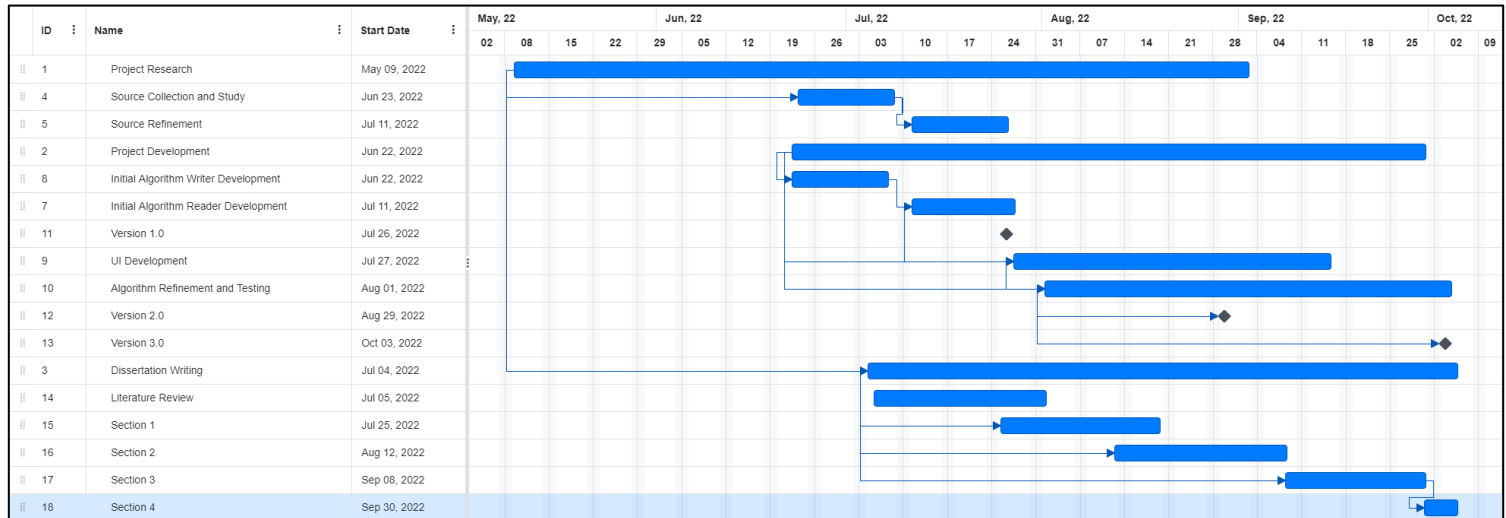 ID Name Start Date May, 22 Jun, 22 Jul, 22 Aug, 22 Sep, 22 Oct, 22
02 08 15 22 29 05 12 19 26 03 10 17 24 31 07 14 21 28 04 11 18 25 02 09
1 Project Research May 09, 2022
4 Source Collection and Study Jun 23, 2022
5 Source Refinement Jul 11, 2022
2 Project Development Jun 22, 2022
8 Initial Algorithm Writer Development Jun 22, 2022
7 Initial Algorithm Reader Development Jul 11, 2022
11 Version 1.0 Jul 26, 2022
9 UI Development Jul 27, 2022
10 Algorithm Refinement and Testing Aug 01, 2022
12 Version 2.0 Aug 29, 2022
13 Version 3.0 Oct 03, 2022
3 Dissertation Writing Jul 04, 2022
14 Literature Review Jul 05, 2022
15 Section 1 Jul 25, 2022
16 Section 2 Aug 12, 2022
17 Section 3 Sep 08, 2022
18 Section 4 Sep 30, 2022